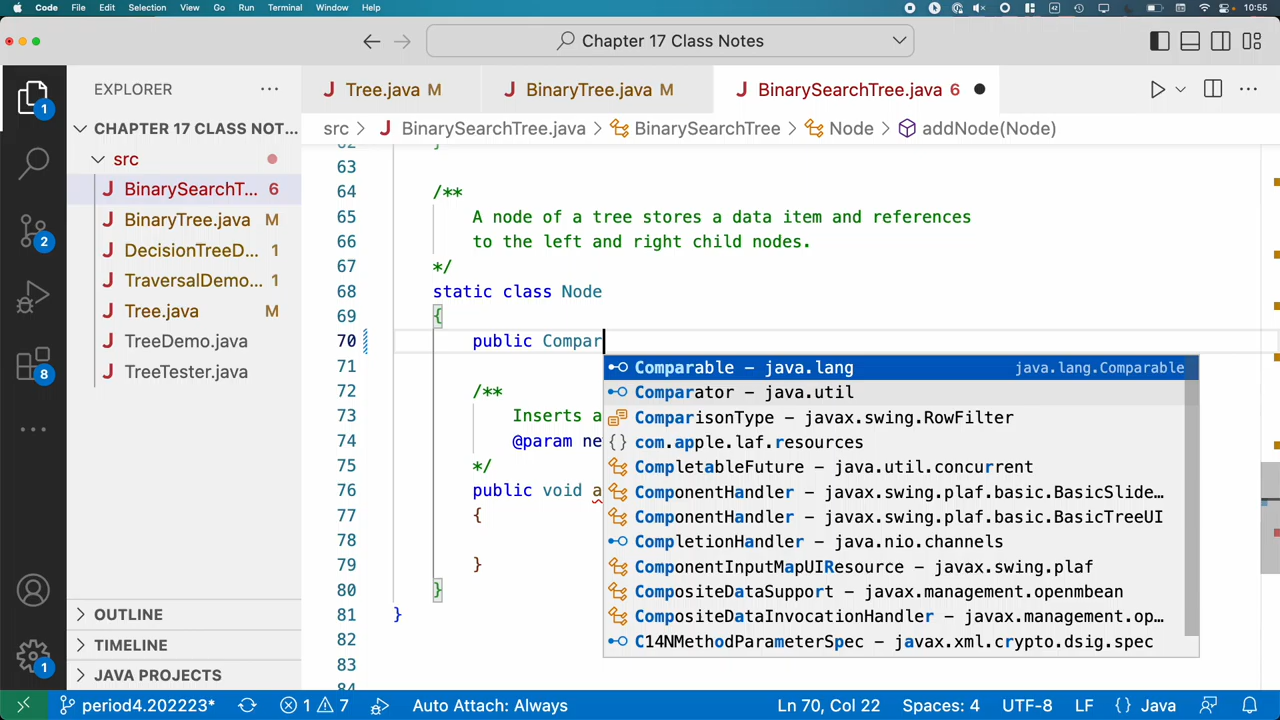 Code File Edit Selection View Go Run Terminal Window Help 10:55
Chapter 17 Class Notes
EXPLORER
CHAPTER 17 CLASS NOT...
src
BinarySearchT... 6
BinaryTree.java M
DecisionTreeD... 1
TraversalDemo... 1
Tree.java M
TreeDemo.java
TreeTester.java
OUTLINE
TIMELINE
JAVA PROJECTS
1
2
8
1
Tree.java M BinaryTree.java M BinarySearchTree.java 6
src > BinarySearchTree.java > BinarySearchTree > Node > addNode(Node)
62 }
63
64 /**
65 A node of a tree stores a data item and references
66 to the left and right child nodes.
67 */
68 static class Node
69 {
70 public Compar
71
72 /**
73 Inserts a
74 @param ne
75 */
76 public void a
77 {
78
79 }
80 }
81 }
82
83
84
Comparable – java.lang java.lang.Comparable
Comparator – java.util
ComparisonType – javax.swing.RowFilter
{} com.apple.laf.resources
CompletableFuture – java.util.concurrent
ComponentHandler – javax.swing.plaf.basic.BasicSlide…
ComponentHandler – javax.swing.plaf.basic.BasicTreeUI
CompletionHandler – java.nio.channels
ComponentInputMapUIResource – javax.swing.plaf
CompositeDataSupport – javax.management.openmbean
CompositeDataInvocationHandler – javax.management.op…
C14NMethodParameterSpec – javax.xml.crypto.dsig.spec
period4.202223* 1 7 Auto Attach: Always Ln 70, Col 22 Spaces: 4 UTF-8 LF {} Java